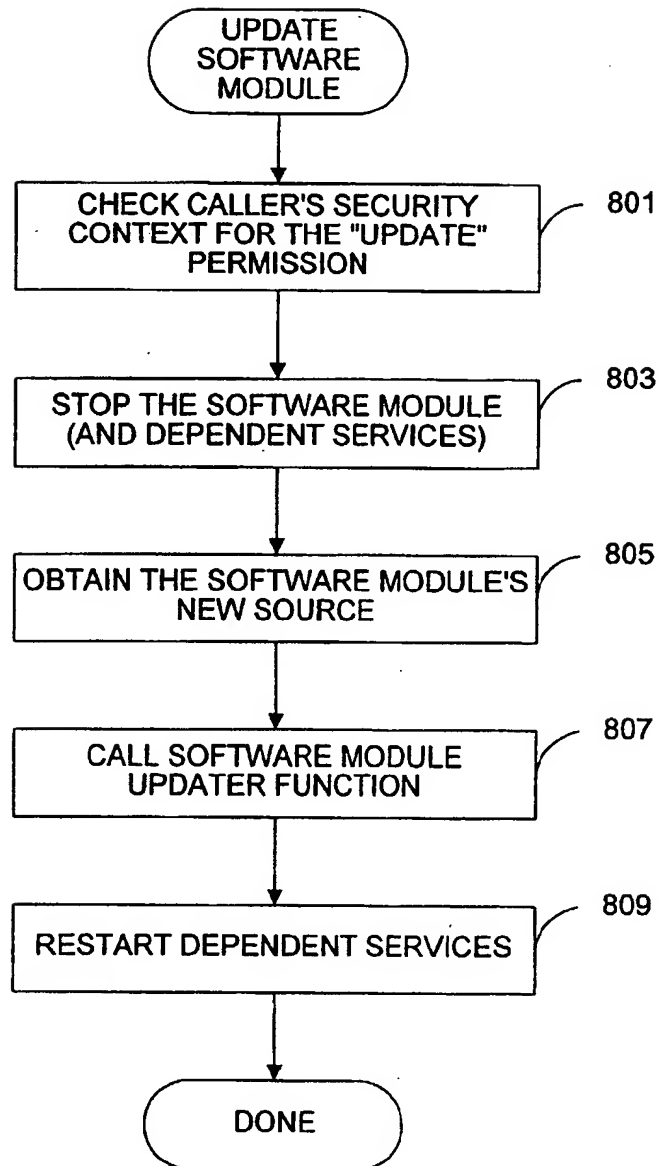 UPDATE
SOFTWARE
MODULE
CHECK CALLER'S SECURITY
CONTEXT FOR THE "UPDATE"
PERMISSION
801
STOP THE SOFTWARE MODULE
(AND DEPENDENT SERVICES)
803
OBTAIN THE SOFTWARE MODULE'S
NEW SOURCE
805
CALL SOFTWARE MODULE
UPDATER FUNCTION
807
RESTART DEPENDENT SERVICES
809
DONE